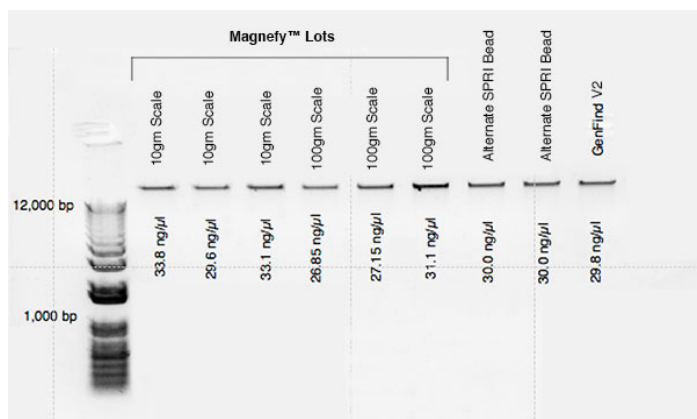 Magnefy™ Lots
10gm Scale
10gm Scale
10gm Scale
100gm Scale
100gm Scale
100gm Scale
Alternate SPRI Bead
Alternate SPRI Bead
GenFind V2
12,000 bp
33.8 ng/µl
29.6 ng/µl
33.1 ng/µl
26.85 ng/µl
27.15 ng/µl
31.1 ng/µl
30.0 ng/µl
30.0 ng/µl
29.8 ng/µl
1,000 bp